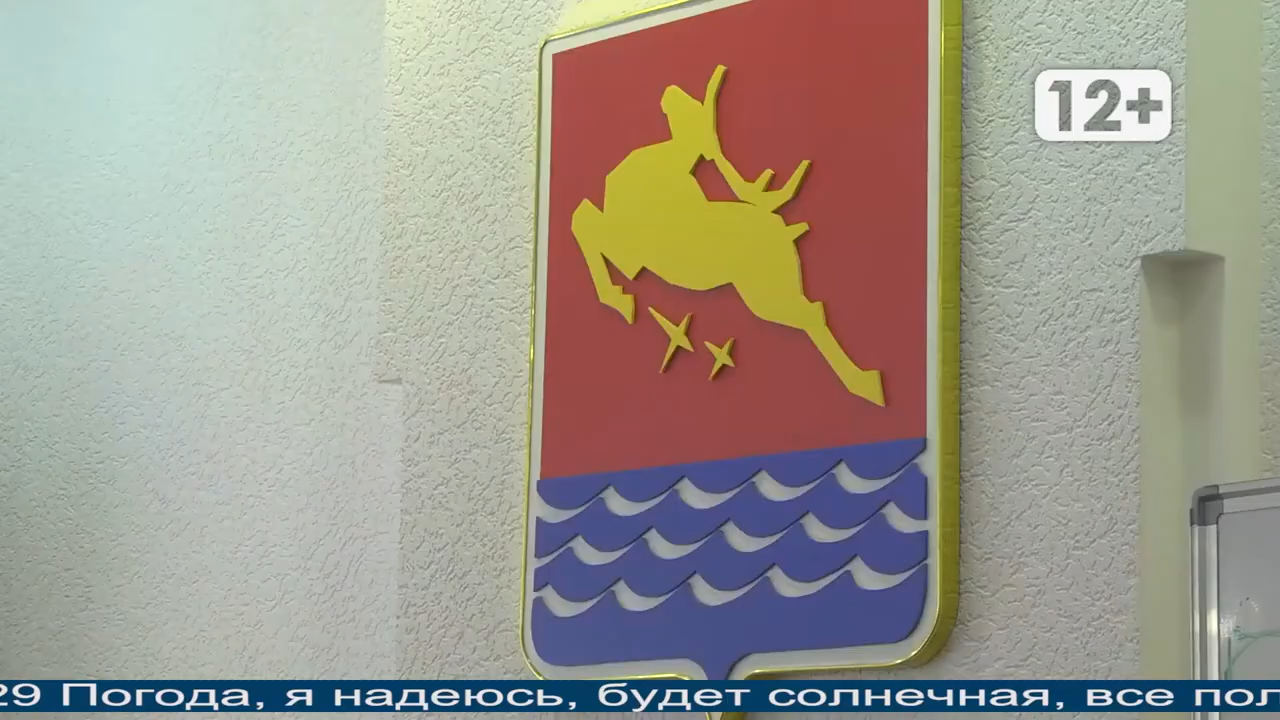 12+
29 Погода, я надеюсь, будет солнечная, все пол